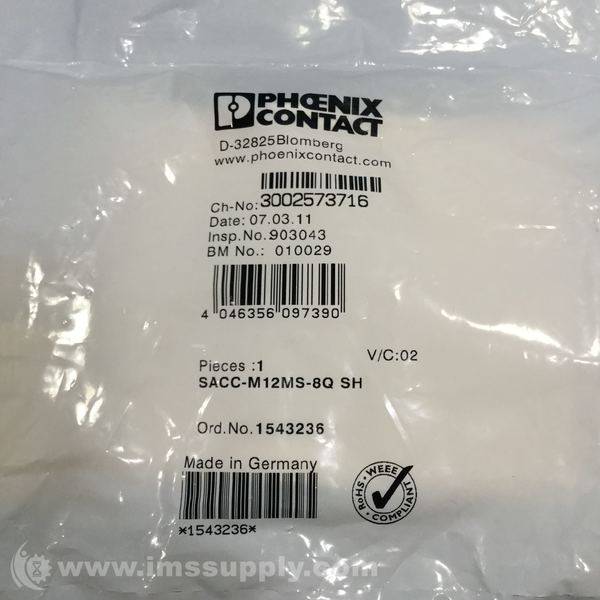 PHŒNIX
CONTACT
D-32825Blomberg
www.phoenixcontact.com
Ch-No:3002573716
Date: 07.03.11
Insp.No.903043
BM No.: 010029
4 046356 097390
V/C:02
Pieces :1
SACC-M12MS-8Q SH
Ord.No.1543236
Made in Germany
RoHS · WEEE · COMPLIANT
*1543236*
www.imssupply.com